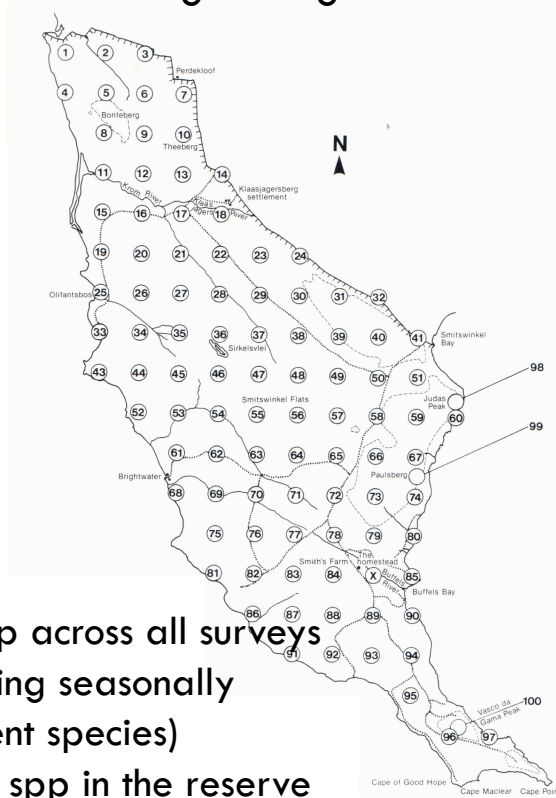 1 2 3
Perdekloof
4 5 6 7
Bonteberg
8 9 10
Theeberg
N
11 12 13 14
Krom River
Klaasjagersberg
settlement
Klaas
Jagers River
15 16 17 18
19 20 21 22 23 24
Olifantsbos 25 26 27 28 29 30 31 32
33 34 35 36 37 38 39 40 41
Smitswinkel
Bay
Sirkelsvlei
43 44 45 46 47 48 49 50 51
98
Smitswinkel Flats
Judas
Peak
52 53 54 55 56 57 58 59 60
99
61 62 63 64 65 66 67
Brightwater
Paulsberg
68 69 70 71 72 73 74
75 76 77 78 79 80
The
homestead
Smith's Farm
81 82 83 84 X 85
Buffels
River
Buffels Bay
86 87 88 89 90
p across all surveys
91 92 93 94
ing seasonally
95
ent species)
Vasco da
Gama Peak
100
96 97
spp in the reserve
Cape of Good Hope
Cape Maclear
Cape Poin